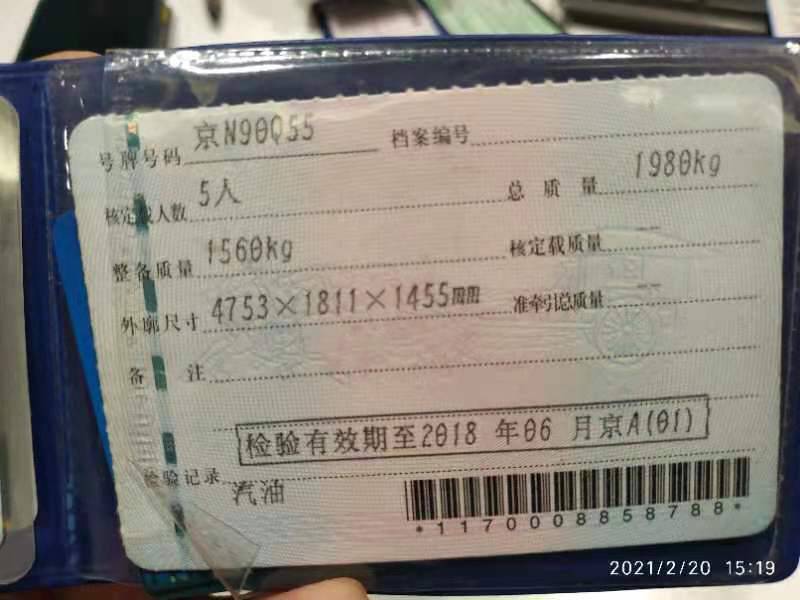 号牌号码 京N90Q55 档案编号
核定载人数 5人 总质量 1980kg
整备质量 1560kg 核定载质量 --
外廓尺寸 4753×1811×1455mm 准牵引总质量 --
备注
检验有效期至2018 年06 月京A(01)
检验记录
汽油
*1170008858788*
2021/2/20 15:19